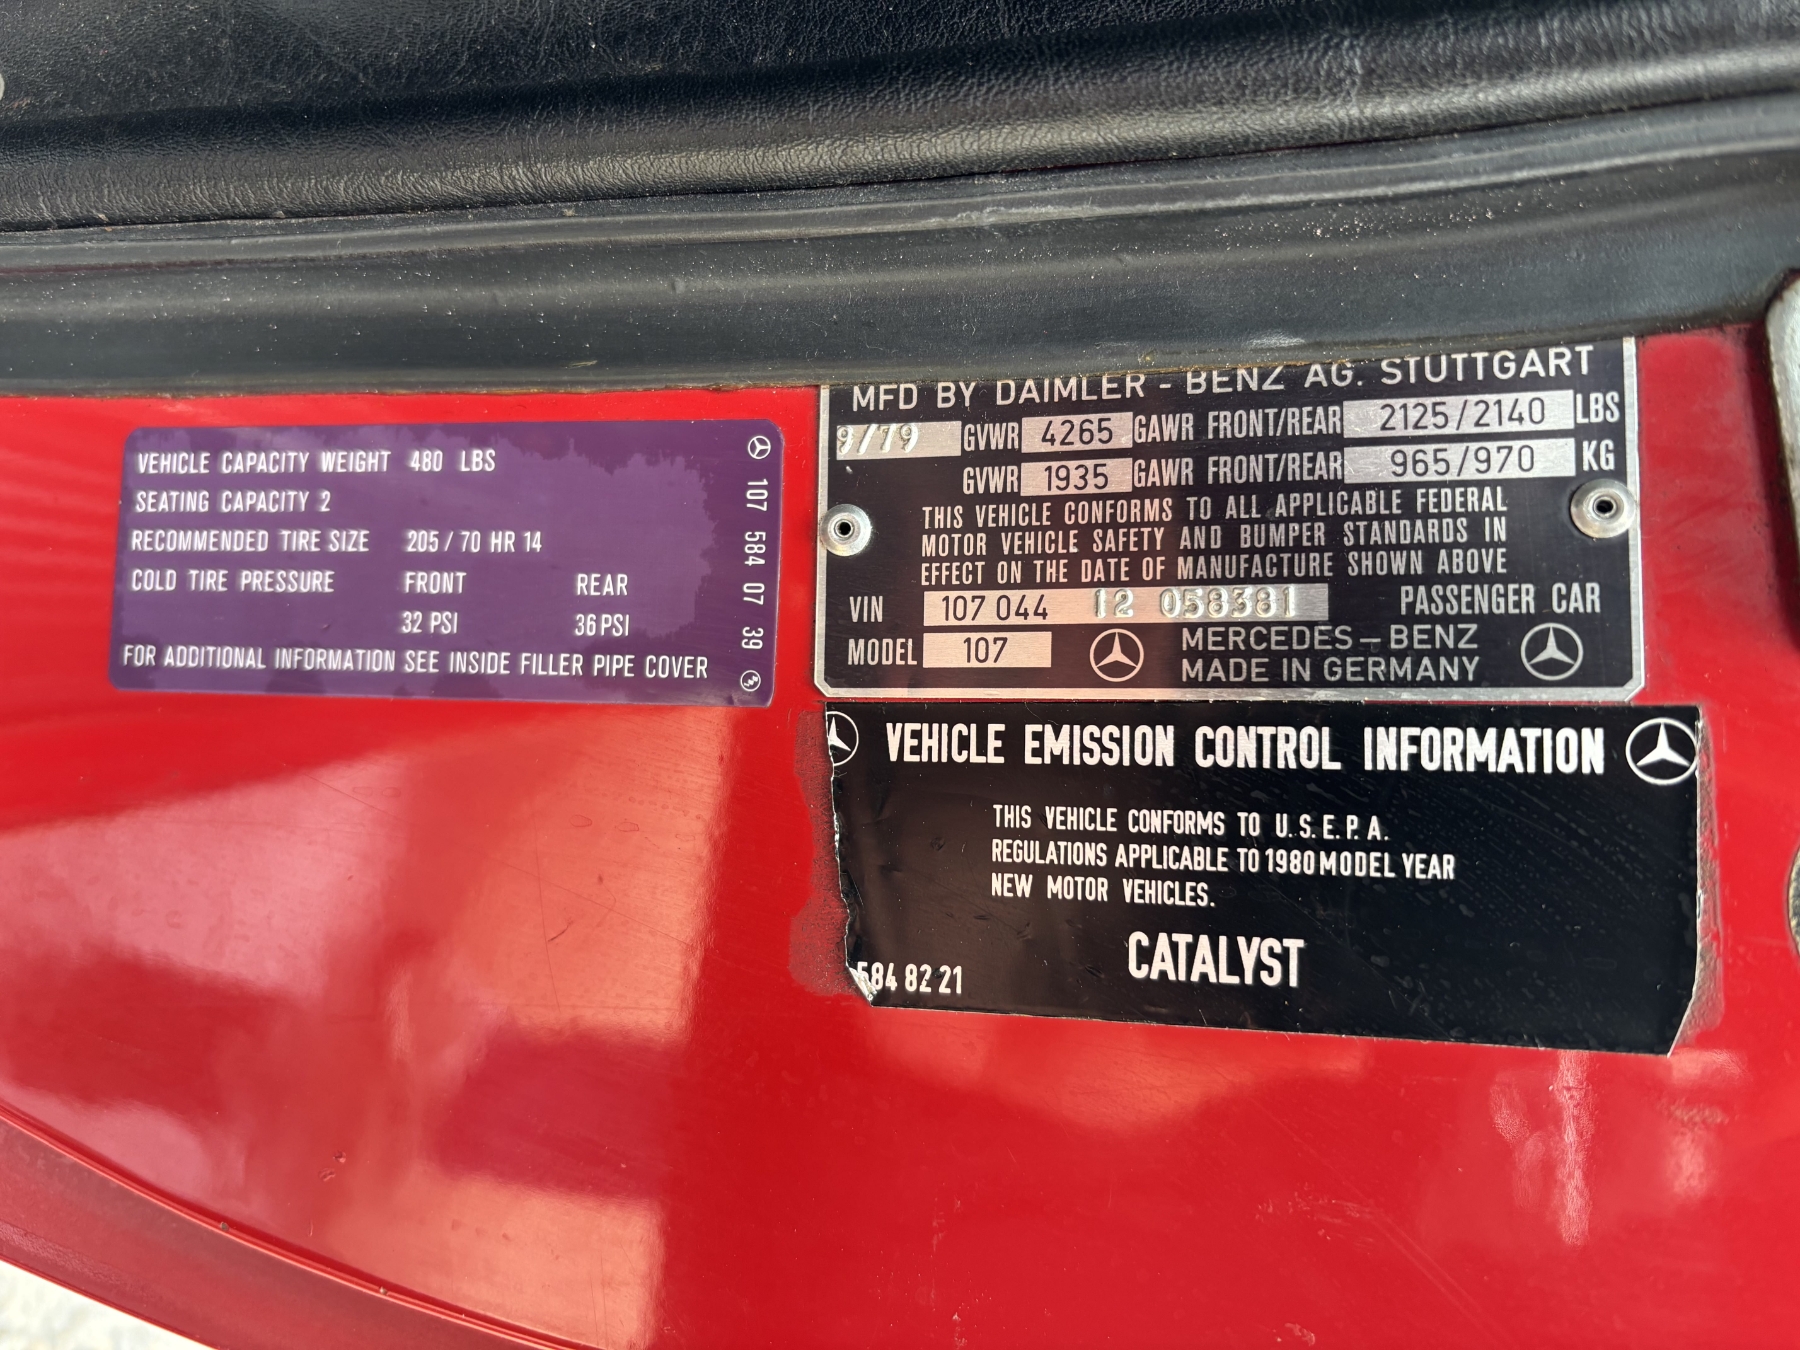 VEHICLE CAPACITY WEIGHT 480 LBS
SEATING CAPACITY 2
RECOMMENDED TIRE SIZE 205 / 70 HR 14
COLD TIRE PRESSURE FRONT REAR
32 PSI 36 PSI
FOR ADDITIONAL INFORMATION SEE INSIDE FILLER PIPE COVER
107 584 07 39
MFD BY DAIMLER - BENZ AG. STUTTGART
9/79 GVWR 4265 GAWR FRONT/REAR 2125/2140 LBS
GVWR 1935 GAWR FRONT/REAR 965/970 KG
THIS VEHICLE CONFORMS TO ALL APPLICABLE FEDERAL
MOTOR VEHICLE SAFETY AND BUMPER STANDARDS IN
EFFECT ON THE DATE OF MANUFACTURE SHOWN ABOVE
VIN 107 044 12 058381 PASSENGER CAR
MODEL 107 MERCEDES-BENZ
MADE IN GERMANY
VEHICLE EMISSION CONTROL INFORMATION
THIS VEHICLE CONFORMS TO U.S.E.P.A.
REGULATIONS APPLICABLE TO 1980 MODEL YEAR
NEW MOTOR VEHICLES.
CATALYST
584 82 21